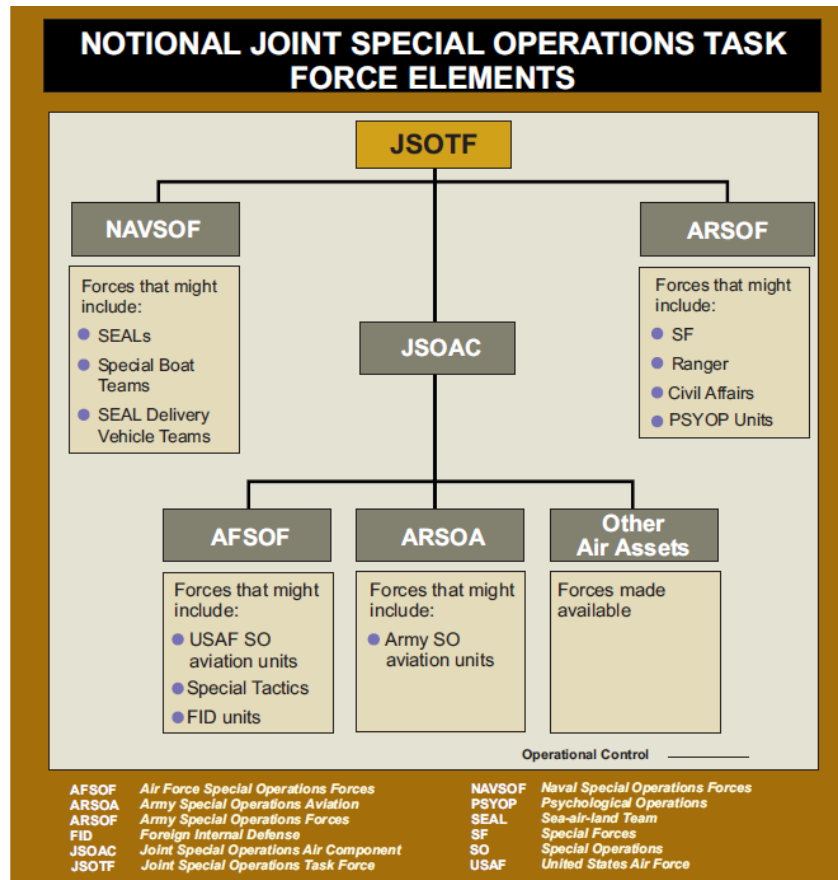 NOTIONAL JOINT SPECIAL OPERATIONS TASK
FORCE ELEMENTS
JSOTF
NAVSOF
Forces that might
include:
SEALs
Special Boat
Teams
SEAL Delivery
Vehicle Teams
JSOAC
ARSOF
Forces that might
include:
SF
Ranger
Civil Affairs
PSYOP Units
AFSOF
Forces that might
include:
USAF SO
aviation units
Special Tactics
FID units
ARSOA
Forces that might
include:
Army SO
aviation units
Other
Air Assets
Forces made
available
Operational Control
AFSOF Air Force Special Operations Forces
ARSOA Army Special Operations Aviation
ARSOF Army Special Operations Forces
FID Foreign Internal Defense
JSOAC Joint Special Operations Air Component
JSOTF Joint Special Operations Task Force
NAVSOF Naval Special Operations Forces
PSYOP Psychological Operations
SEAL Sea-air-land Team
SF Special Forces
SO Special Operations
USAF United States Air Force